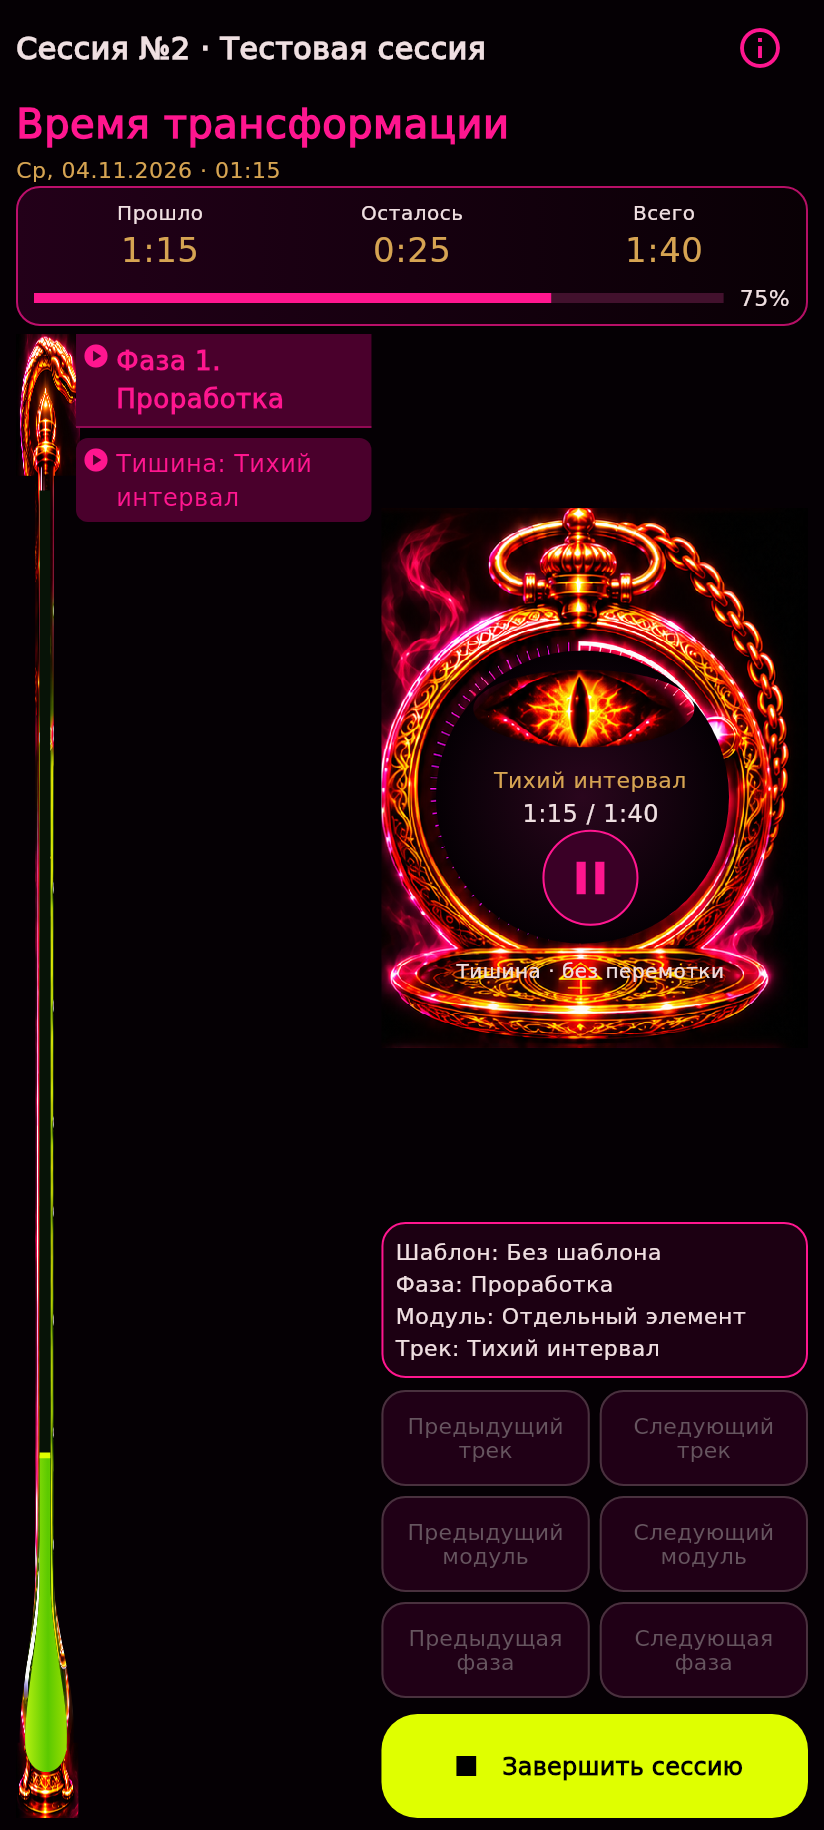 Сессия №2 · Тестовая сессия
Время трансформации
Ср, 04.11.2026 · 01:15
Прошло
Осталось
Всего
1:15
0:25
1:40
75%
Фаза 1.
Проработка
Тишина: Тихий
интервал
Тихий интервал
1:15 / 1:40
Тишина · без перемотки
Шаблон: Без шаблона
Фаза: Проработка
Модуль: Отдельный элемент
Трек: Тихий интервал
Предыдущий
трек
Следующий
трек
Предыдущий
модуль
Следующий
модуль
Предыдущая
фаза
Следующая
фаза
Завершить сессию